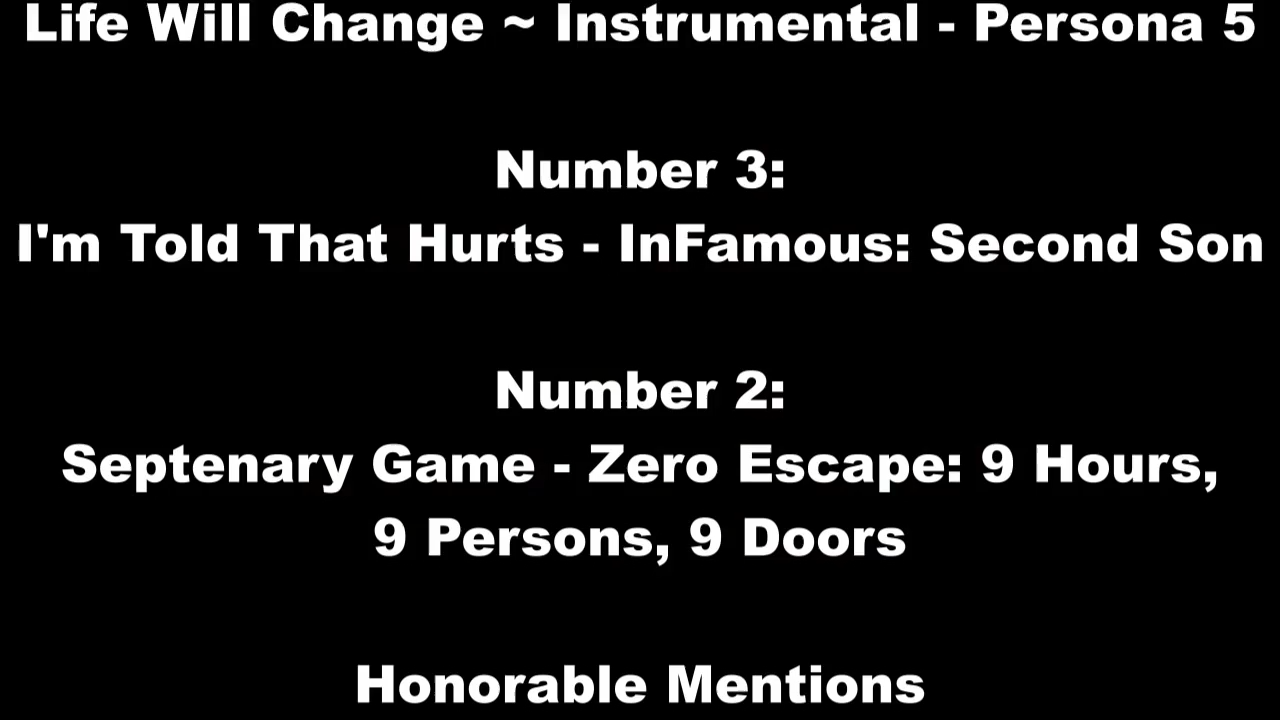 Life Will Change ~ Instrumental - Persona 5
Number 3:
I'm Told That Hurts - InFamous: Second Son
Number 2:
Septenary Game - Zero Escape: 9 Hours,
9 Persons, 9 Doors
Honorable Mentions